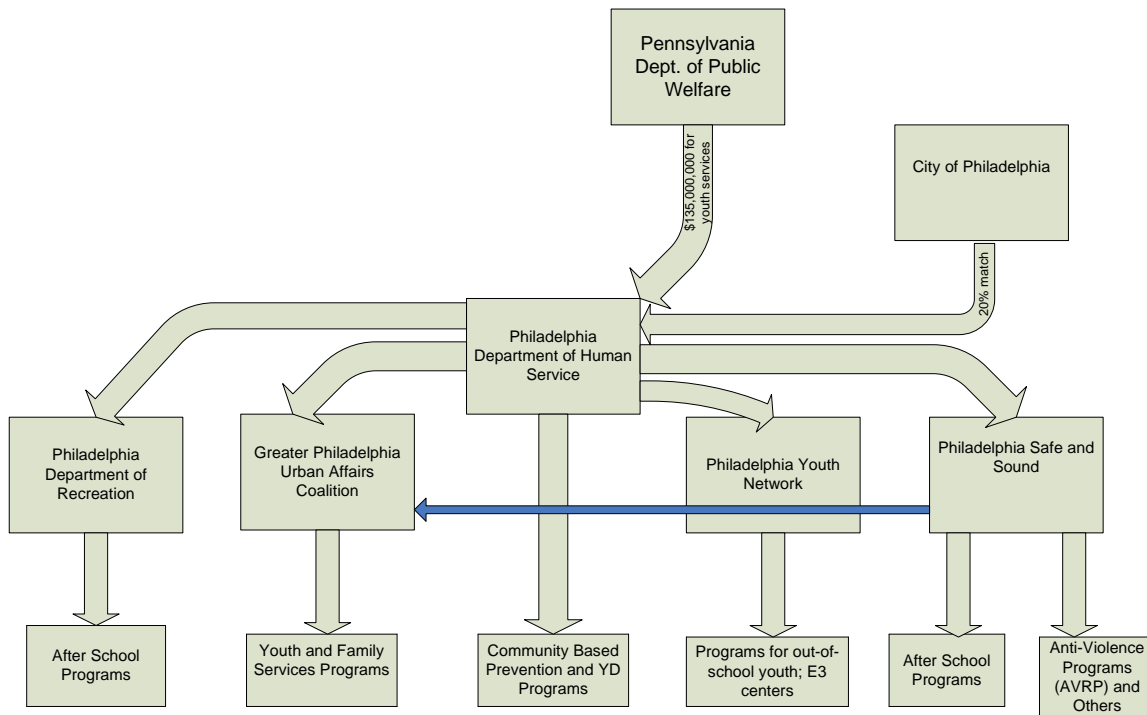 Pennsylvania
Dept. of Public
Welfare
$135,000,000 for
youth services
City of Philadelphia
20% match
Philadelphia
Department of Human
Service
Philadelphia
Department of
Recreation
Greater Philadelphia
Urban Affairs
Coalition
Philadelphia Youth
Network
Philadelphia Safe and
Sound
After School
Programs
Youth and Family
Services Programs
Community Based
Prevention and YD
Programs
Programs for out-of-
school youth; E3
centers
After School
Programs
Anti-Violence
Programs
(AVRP) and
Others